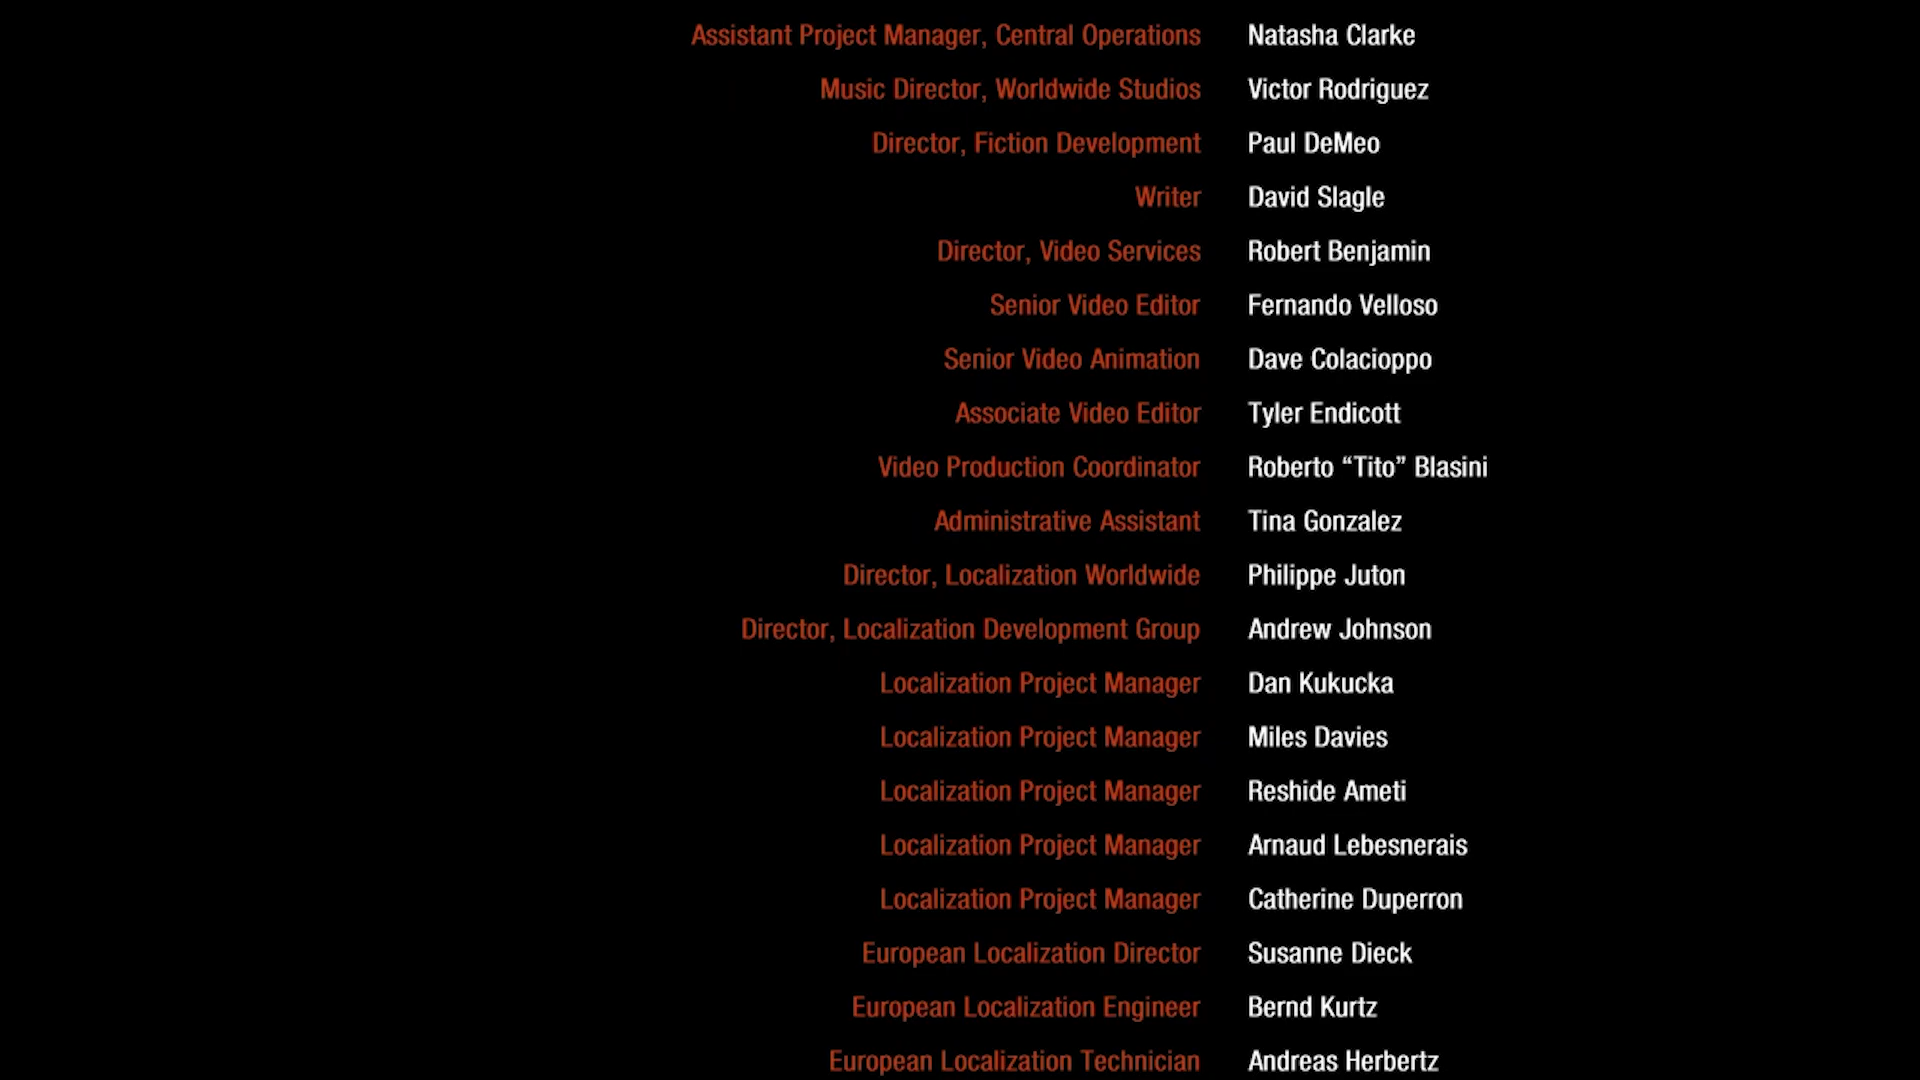 Assistant Project Manager, Central Operations Natasha Clarke
Music Director, Worldwide Studios Victor Rodriguez
Director, Fiction Development Paul DeMeo
Writer David Slagle
Director, Video Services Robert Benjamin
Senior Video Editor Fernando Velloso
Senior Video Animation Dave Colacioppo
Associate Video Editor Tyler Endicott
Video Production Coordinator Roberto “Tito” Blasini
Administrative Assistant Tina Gonzalez
Director, Localization Worldwide Philippe Juton
Director, Localization Development Group Andrew Johnson
Localization Project Manager Dan Kukucka
Localization Project Manager Miles Davies
Localization Project Manager Reshide Ameti
Localization Project Manager Arnaud Lebesnerais
Localization Project Manager Catherine Duperron
European Localization Director Susanne Dieck
European Localization Engineer Bernd Kurtz
European Localization Technician Andreas Herbertz